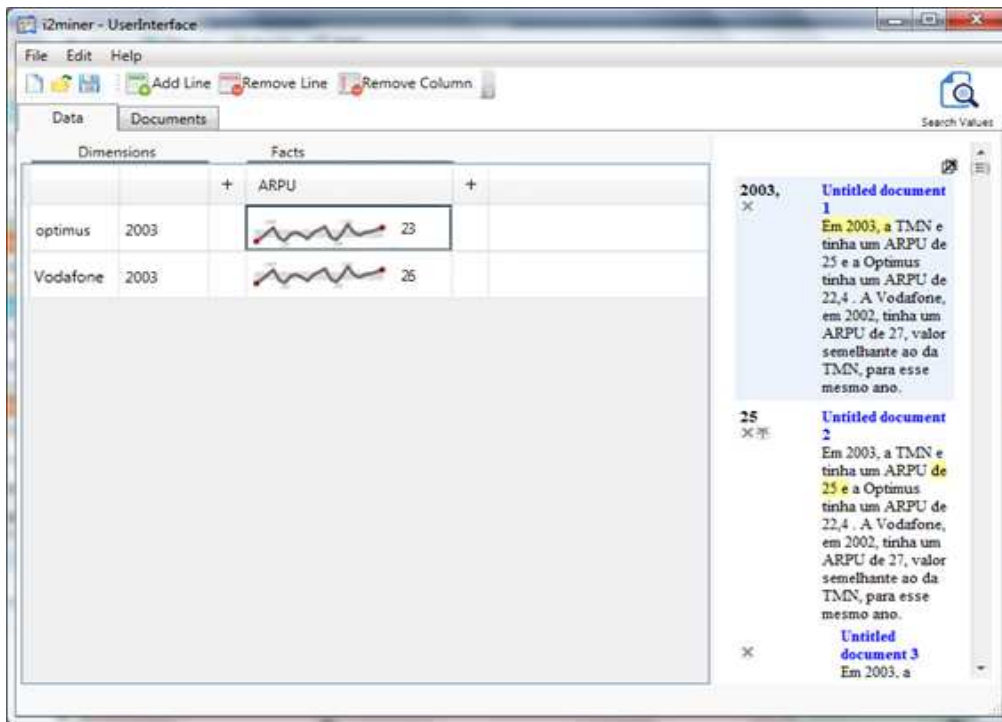 i2miner - UserInterface
File Edit Help
Add Line Remove Line Remove Column
Search Values
Data Documents
Dimensions Facts
+ ARPU +
optimus 2003 23
Vodafone 2003 26
2003, Untitled document
1
Em 2003, a TMN e
tinha um ARPU de
25 e a Optimus
tinha um ARPU de
22,4 . A Vodafone,
em 2002, tinha um
ARPU de 27, valor
semelhante ao da
TMN, para esse
mesmo ano.
25 Untitled document
2
Em 2003, a TMN e
tinha um ARPU de
25 e a Optimus
tinha um ARPU de
22,4 . A Vodafone,
em 2002, tinha um
ARPU de 27, valor
semelhante ao da
TMN, para esse
mesmo ano.
Untitled
document 3
Em 2003, a